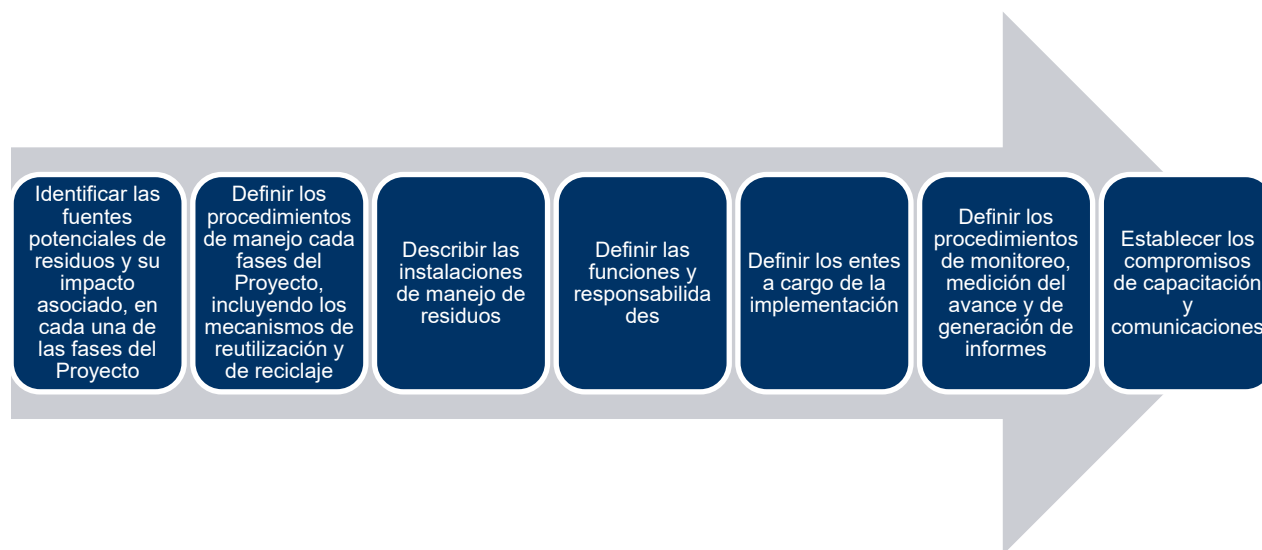 Identificar las
fuentes
potenciales de
residuos y su
impacto
asociado, en
cada una de
las fases del
Proyecto
Definir los
procedimientos
de manejo cada
fases del
Proyecto,
incluyendo los
mecanismos de
reutilización y
de reciclaje
Describir las
instalaciones
de manejo de
residuos
Definir las
funciones y
responsabilida
des
Definir los entes
a cargo de la
implementación
Definir los
procedimientos
de monitoreo,
medición del
avance y de
generación de
informes
Establecer los
compromisos
de capacitación
y
comunicaciones